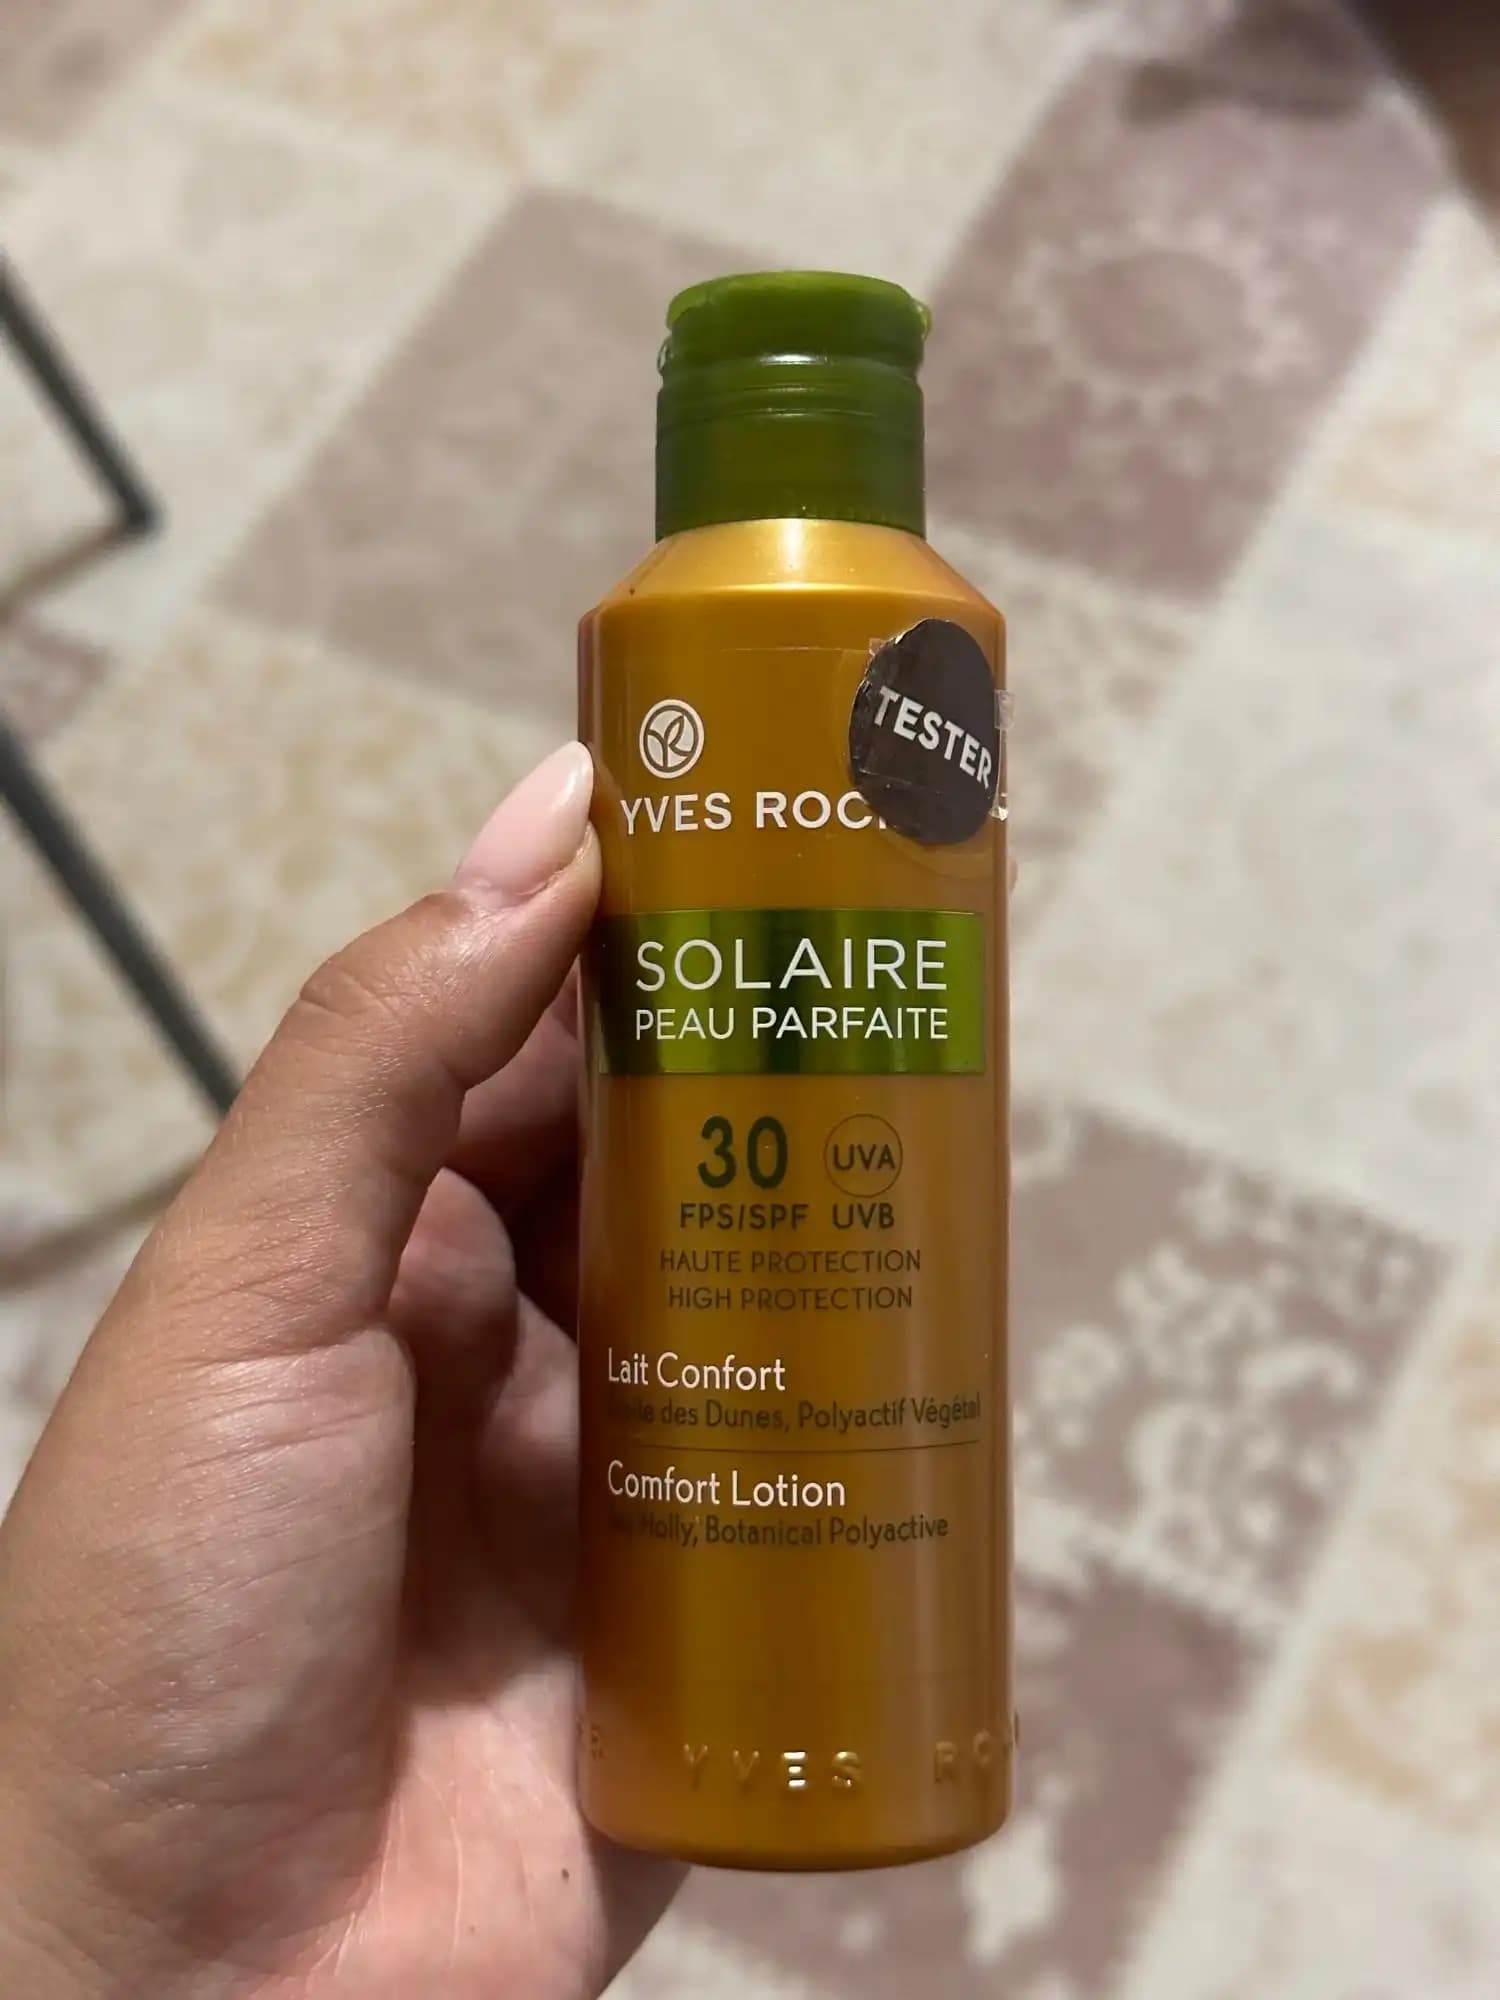 TESTER
YVES ROC
SOLAIRE
PEAU PARFAITE
30 UVA
FPS/SPF UVB
HAUTE PROTECTION
HIGH PROTECTION
Lait Confort
des Dunes, Polyactif Végétal
Comfort Lotion
Holly, Botanical Polyactive
YVES RO